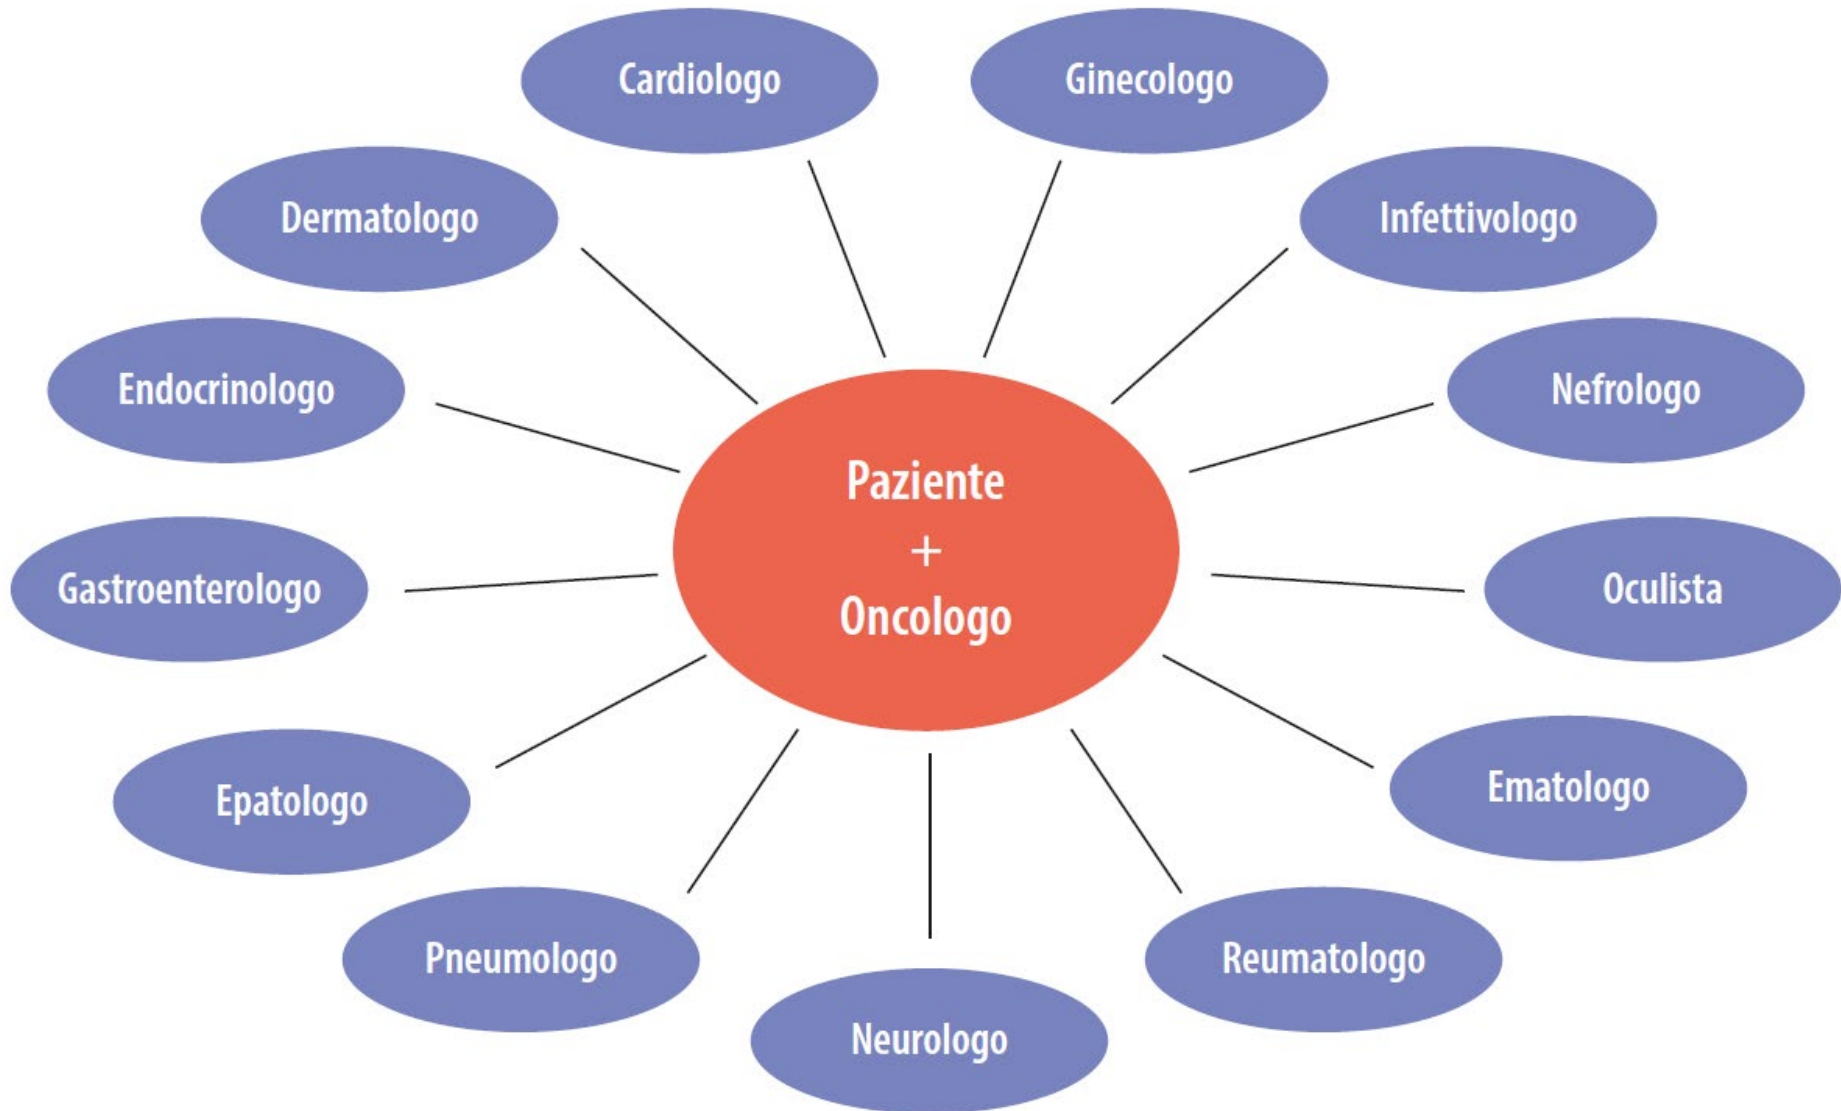 Cardiologo
Ginecologo
Dermatologo
Infettivologo
Endocrinologo
Nefrologo
Paziente
+
Oncologo
Gastroenterologo
Oculista
Epatologo
Ematologo
Pneumologo
Reumatologo
Neurologo